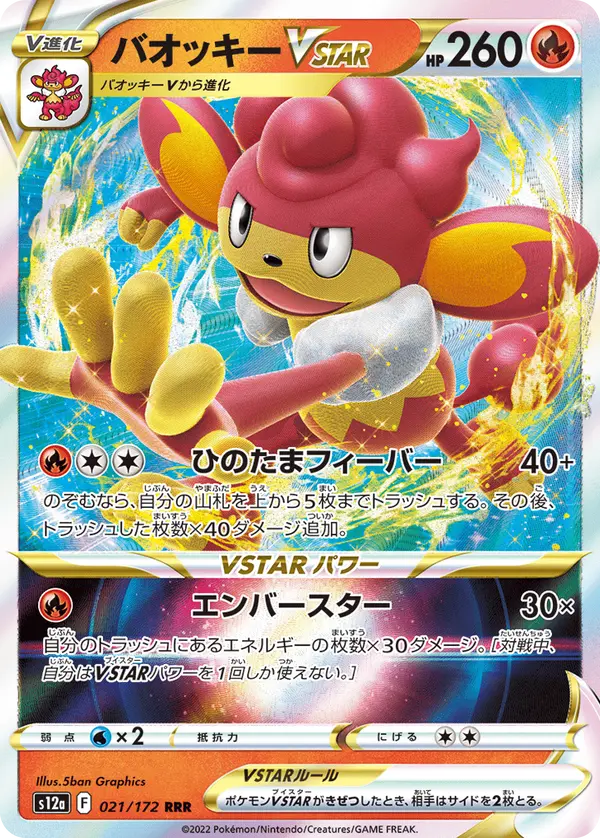 V進化
バオッキーVSTAR
HP 260
バオッキーVから進化
ひのたまフィーバー 40+
のぞむなら、自分の山札を上から5枚までトラッシュする。その後、
トラッシュした枚数×40ダメージ追加。
VSTARパワー
エンバースター 30×
自分のトラッシュにあるエネルギーの枚数×30ダメージ。[対戦中、
自分はVSTARパワーを1回しか使えない。]
弱点 ×2 抵抗力 にげる
Illus.5ban Graphics
VSTARルール
s12a F 021/172 RRR
ポケモンVSTARがきぜつしたとき、相手はサイドを2枚とる。
©2022 Pokémon/Nintendo/Creatures/GAME FREAK.